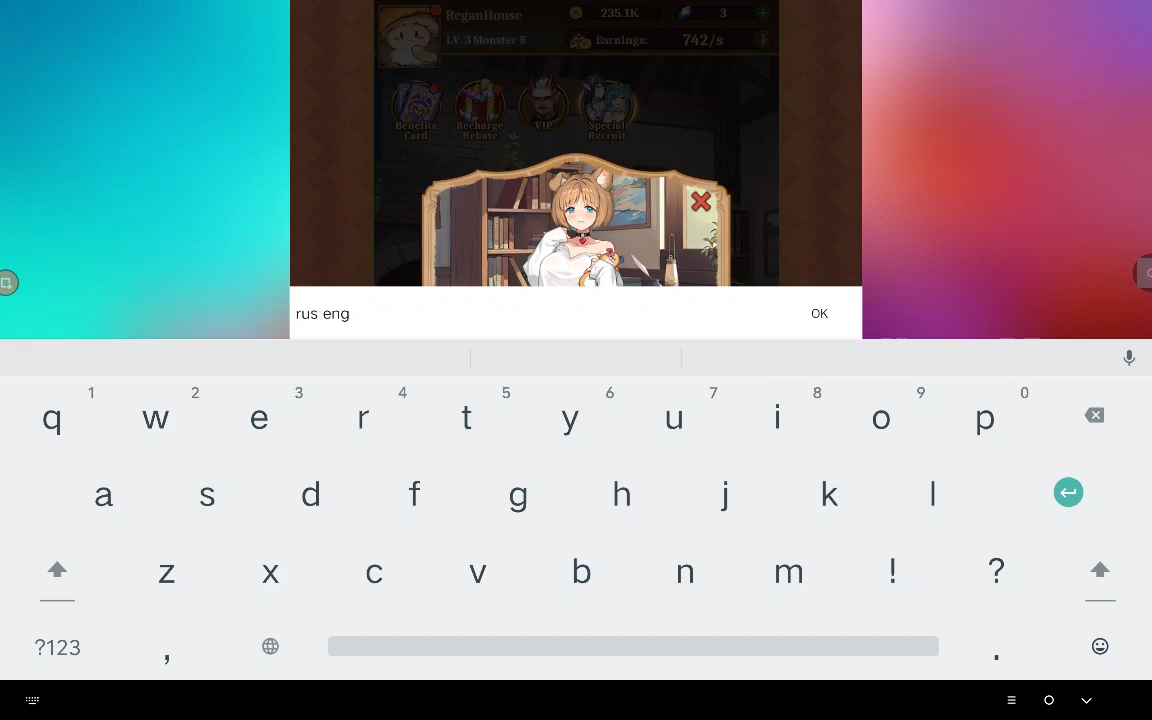 ReganHouse 235.1K 3
LV. 3 Monster E Earnings: 742/s
Benefits Card
Recharge Rebate
VIP
Special Recruit
rus eng OK
1 2 3 4 5 6 7 8 9 0
q w e r t y u i o p
a s d f g h j k l
z x c v b n m ! ?
?123 , .